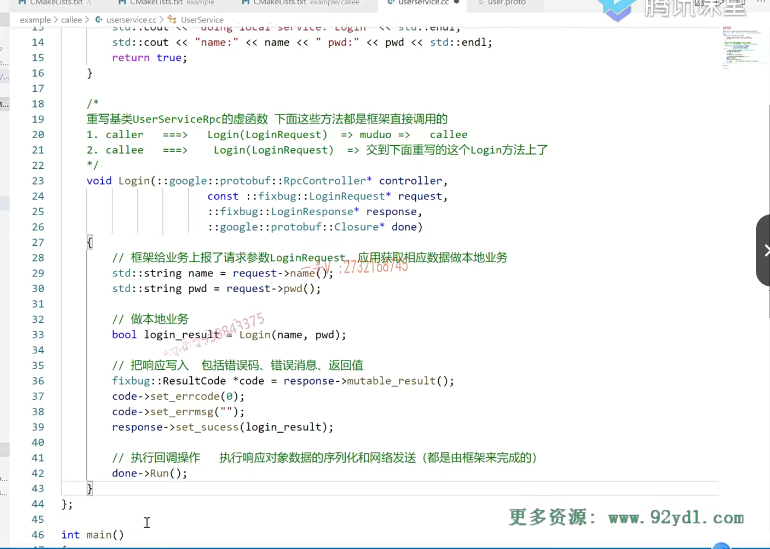 CMakeLists.txt .\ CMakeLists.txt example CMakeLists.txt example/callee userservice.cc user.proto
腾讯课堂
example > callee > userservice.cc > UserService
13 std::cout << "doing local service: Login" << std::endl;
14 std::cout << "name:" << name << " pwd:" << pwd << std::endl;
15 return true;
16 }
17
18 /*
19 重写基类UserServiceRpc的虚函数 下面这些方法都是框架直接调用的
20 1. caller ===> Login(LoginRequest) => muduo => callee
21 2. callee ===> Login(LoginRequest) => 交到下面重写的这个Login方法上了
22 */
23 void Login(::google::protobuf::RpcController* controller,
24 const ::fixbug::LoginRequest* request,
25 ::fixbug::LoginResponse* response,
26 ::google::protobuf::Closure* done)
27 {
28 // 框架给业务上报了请求参数LoginRequest，应用获取相应数据做本地业务
29 std::string name = request->name();
30 std::string pwd = request->pwd();
31
32 // 做本地业务
33 bool login_result = Login(name, pwd);
34
35 // 把响应写入 包括错误码、错误消息、返回值
36 fixbug::ResultCode *code = response->mutable_result();
37 code->set_errcode(0);
38 code->set_errmsg("");
39 response->set_sucess(login_result);
40
41 // 执行回调操作 执行响应对象数据的序列化和网络发送（都是由框架来完成的）
42 done->Run();
43 }
44 };
45
46 int main()
更多资源: www.92ydl.com